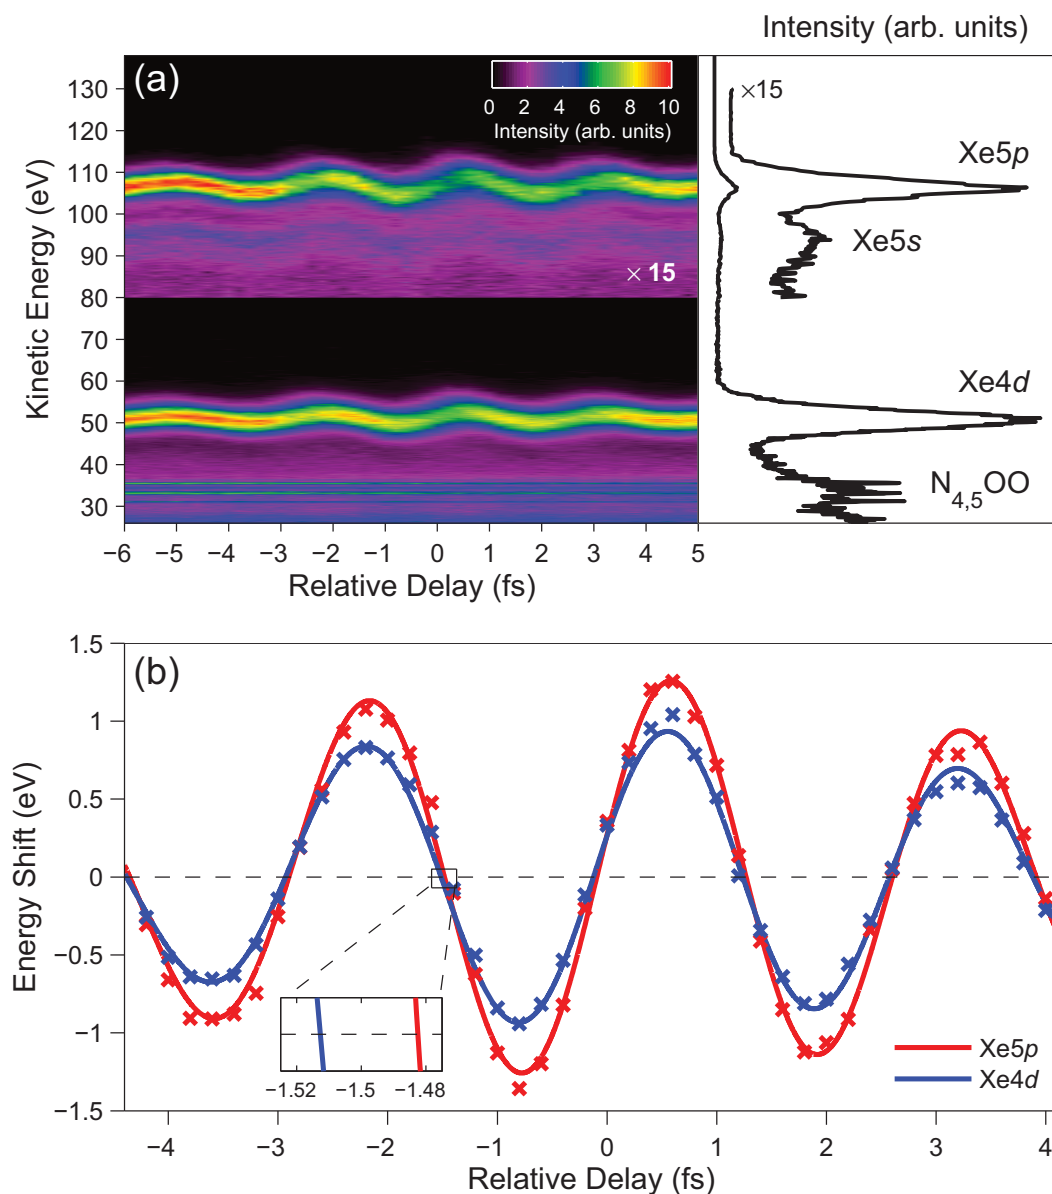 Intensity (arb. units)
(a)
0 2 4 6 8 10
Intensity (arb. units)
×15
Xe5p
Xe5s
× 15
Xe4d
N4,5OO
130
120
110
100
90
80
70
60
50
40
30
Kinetic Energy (eV)
−6 −5 −4 −3 −2 −1 0 1 2 3 4 5
Relative Delay (fs)
(b)
1.5
1
0.5
0
−0.5
−1
−1.5
Energy Shift (eV)
−1.52 −1.5 −1.48
Xe5p
Xe4d
−4 −3 −2 −1 0 1 2 3 4
Relative Delay (fs)